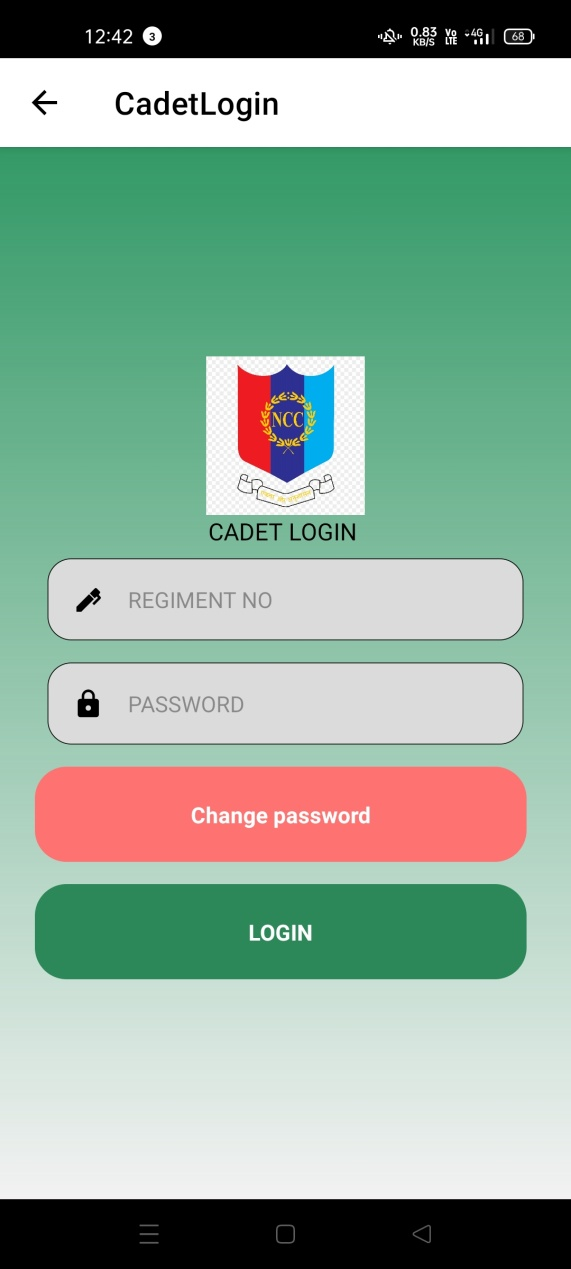 12:42 3 0.83 KB/S Vo LTE 4G 68
CadetLogin
NCC
CADET LOGIN
REGIMENT NO
PASSWORD
Change password
LOGIN